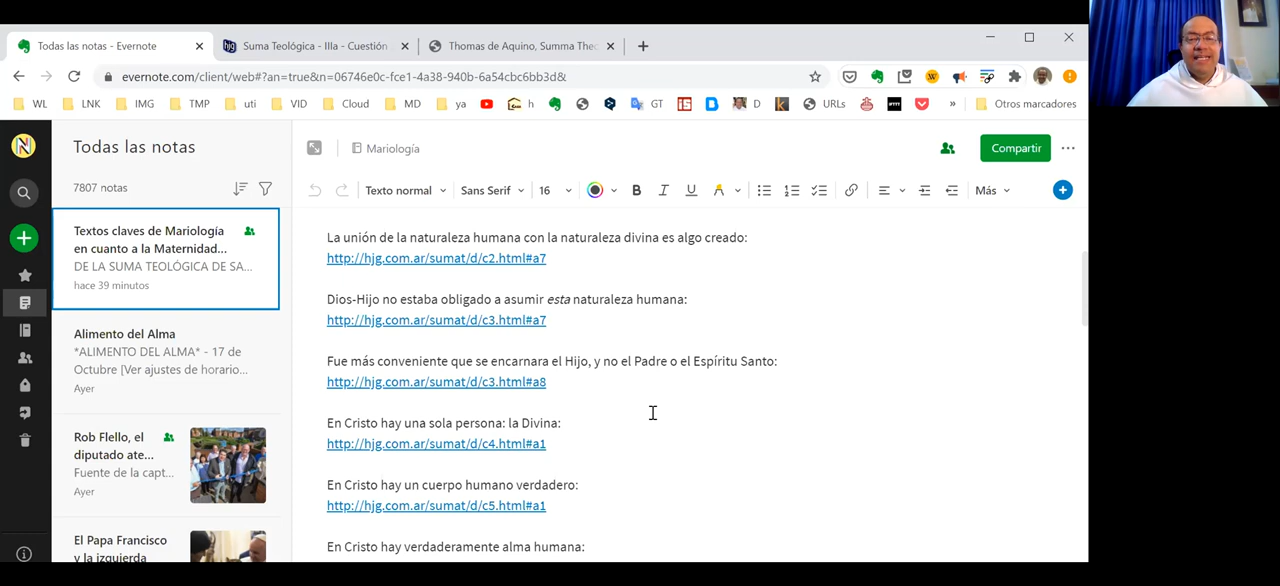 Todas las notas - Evernote
Suma Teológica - IIIa - Cuestión
Thomas de Aquino, Summa Theo
evernote.com/client/web#?an=true&n=06746e0c-fce1-4a38-940b-6a54cbc6bb3d&
WL
LNK
IMG
TMP
uti
VID
Cloud
MD
ya
h
GT
D
URLs
»
Otros marcadores
Todas las notas
7807 notas
Textos claves de Mariología
en cuanto a la Maternidad...
DE LA SUMA TEOLÓGICA DE SA...
hace 39 minutos
Alimento del Alma
*ALIMENTO DEL ALMA* - 17 de
Octubre [Ver ajustes de horario...
Ayer
Rob Flello, el
diputado ate...
Fuente de la capt...
Ayer
El Papa Francisco
y la izquierda
Mariología
Compartir
Texto normal
Sans Serif
16
B
I
U
A
Más
La unión de la naturaleza humana con la naturaleza divina es algo creado:
http://hjg.com.ar/sumat/d/c2.html#a7
Dios-Hijo no estaba obligado a asumir esta naturaleza humana:
http://hjg.com.ar/sumat/d/c3.html#a7
Fue más conveniente que se encarnara el Hijo, y no el Padre o el Espíritu Santo:
http://hjg.com.ar/sumat/d/c3.html#a8
En Cristo hay una sola persona: la Divina:
http://hjg.com.ar/sumat/d/c4.html#a1
En Cristo hay un cuerpo humano verdadero:
http://hjg.com.ar/sumat/d/c5.html#a1
En Cristo hay verdaderamente alma humana: